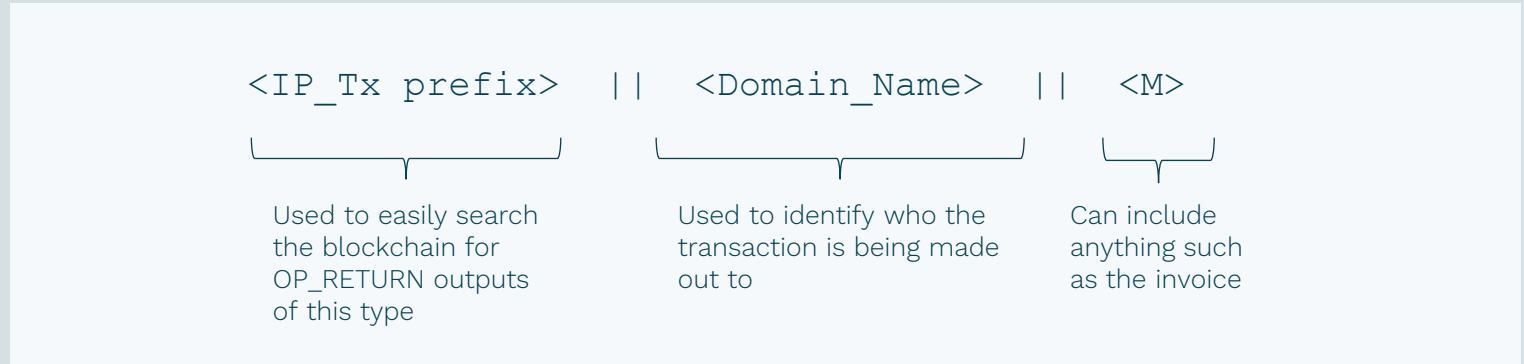 <IP_Tx prefix> || <Domain_Name> || <M>
Used to easily search
the blockchain for
OP_RETURN outputs
of this type
Used to identify who the
transaction is being made
out to
Can include
anything such
as the invoice